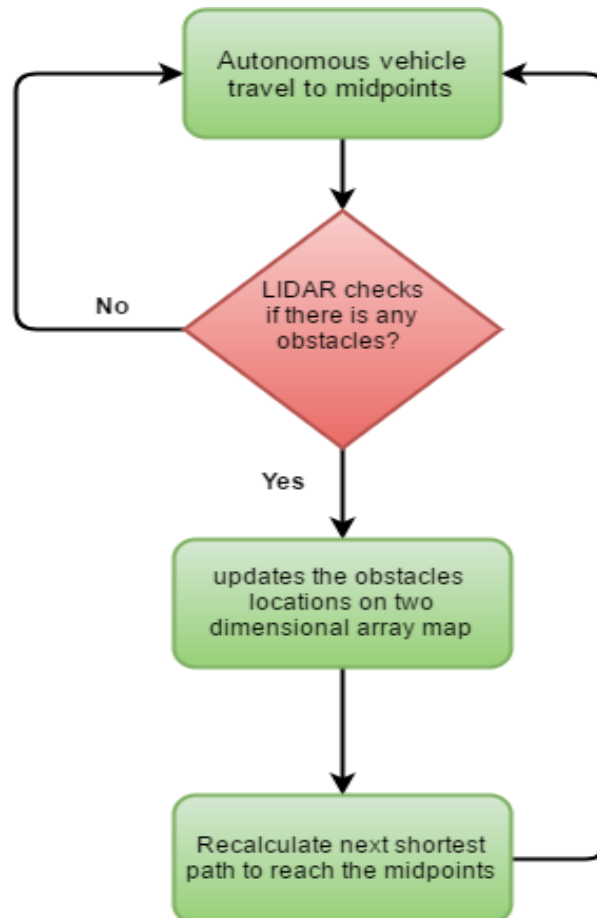 Autonomous vehicle
travel to midpoints
LIDAR checks
if there is any
obstacles?
No
Yes
updates the obstacles
locations on two
dimensional array map
Recalculate next shortest
path to reach the midpoints